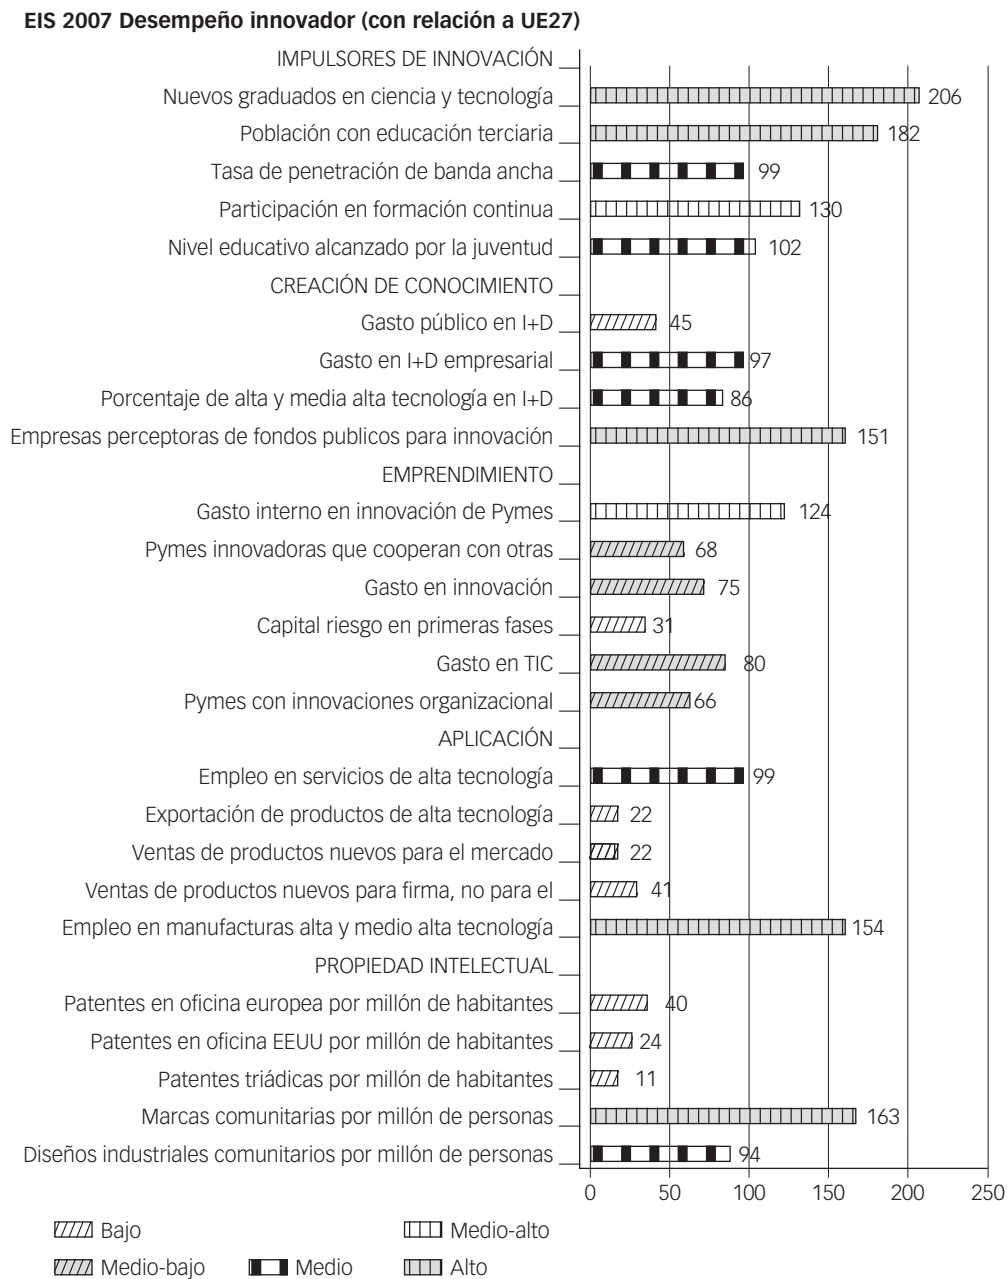 EIS 2007 Desempeño innovador (con relación a UE27)
IMPULSORES DE INNOVACIÓN
Nuevos graduados en ciencia y tecnología 206
Población con educación terciaria 182
Tasa de penetración de banda ancha 99
Participación en formación continua 130
Nivel educativo alcanzado por la juventud 102
CREACIÓN DE CONOCIMIENTO
Gasto público en I+D 45
Gasto en I+D empresarial 97
Porcentaje de alta y media alta tecnología en I+D 86
Empresas perceptoras de fondos publicos para innovación 151
EMPRENDIMIENTO
Gasto interno en innovación de Pymes 124
Pymes innovadoras que cooperan con otras 68
Gasto en innovación 75
Capital riesgo en primeras fases 31
Gasto en TIC 80
Pymes con innovaciones organizacional 66
APLICACIÓN
Empleo en servicios de alta tecnología 99
Exportación de productos de alta tecnología 22
Ventas de productos nuevos para el mercado 22
Ventas de productos nuevos para firma, no para el 41
Empleo en manufacturas alta y medio alta tecnología 154
PROPIEDAD INTELECTUAL
Patentes en oficina europea por millón de habitantes 40
Patentes en oficina EEUU por millón de habitantes 24
Patentes triádicas por millón de habitantes 11
Marcas comunitarias por millón de personas 163
Diseños industriales comunitarios por millón de personas 94
0 50 100 150 200 250
Bajo Medio-alto
Medio-bajo Medio Alto